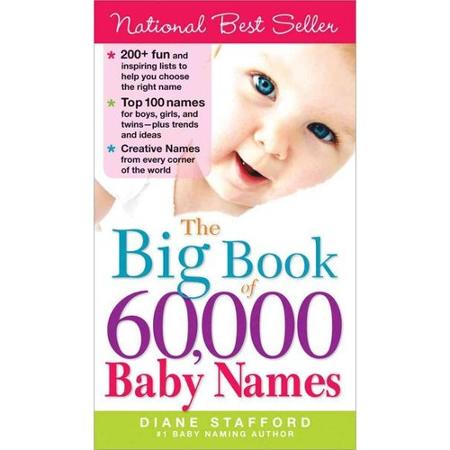 National Best Seller
* 200+ fun and
inspiring lists to
help you choose
the right name
* Top 100 names
for boys, girls, and
twins—plus trends
and ideas
* Creative Names
from every corner
of the world
The
Big Book
of
60,000
Baby Names
DIANE STAFFORD
#1 BABY NAMING AUTHOR